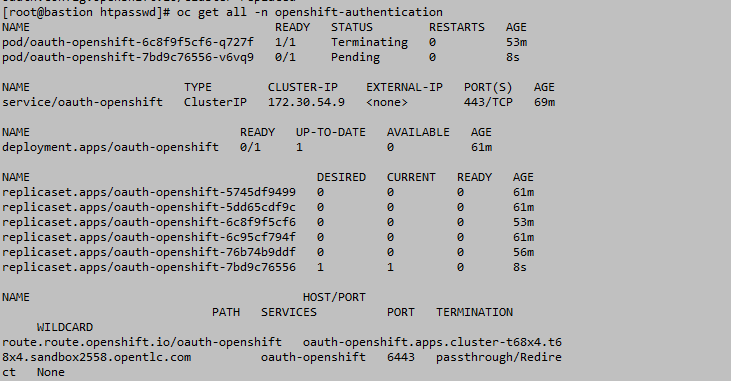 [root@bastion htpasswd]# oc get all -n openshift-authentication
NAME READY STATUS RESTARTS AGE
pod/oauth-openshift-6c8f9f5cf6-q727f 1/1 Terminating 0 53m
pod/oauth-openshift-7bd9c76556-v6vq9 0/1 Pending 0 8s
NAME TYPE CLUSTER-IP EXTERNAL-IP PORT(S) AGE
service/oauth-openshift ClusterIP 172.30.54.9 <none> 443/TCP 69m
NAME READY UP-TO-DATE AVAILABLE AGE
deployment.apps/oauth-openshift 0/1 1 0 61m
NAME DESIRED CURRENT READY AGE
replicaset.apps/oauth-openshift-5745df9499 0 0 0 61m
replicaset.apps/oauth-openshift-5dd65cdf9c 0 0 0 61m
replicaset.apps/oauth-openshift-6c8f9f5cf6 0 0 0 53m
replicaset.apps/oauth-openshift-6c95cf794f 0 0 0 61m
replicaset.apps/oauth-openshift-76b74b9ddf 0 0 0 56m
replicaset.apps/oauth-openshift-7bd9c76556 1 1 0 8s
NAME HOST/PORT
PATH SERVICES PORT TERMINATION
WILDCARD
route.route.openshift.io/oauth-openshift oauth-openshift.apps.cluster-t68x4.t6
8x4.sandbox2558.opentlc.com oauth-openshift 6443 passthrough/Redire
ct None